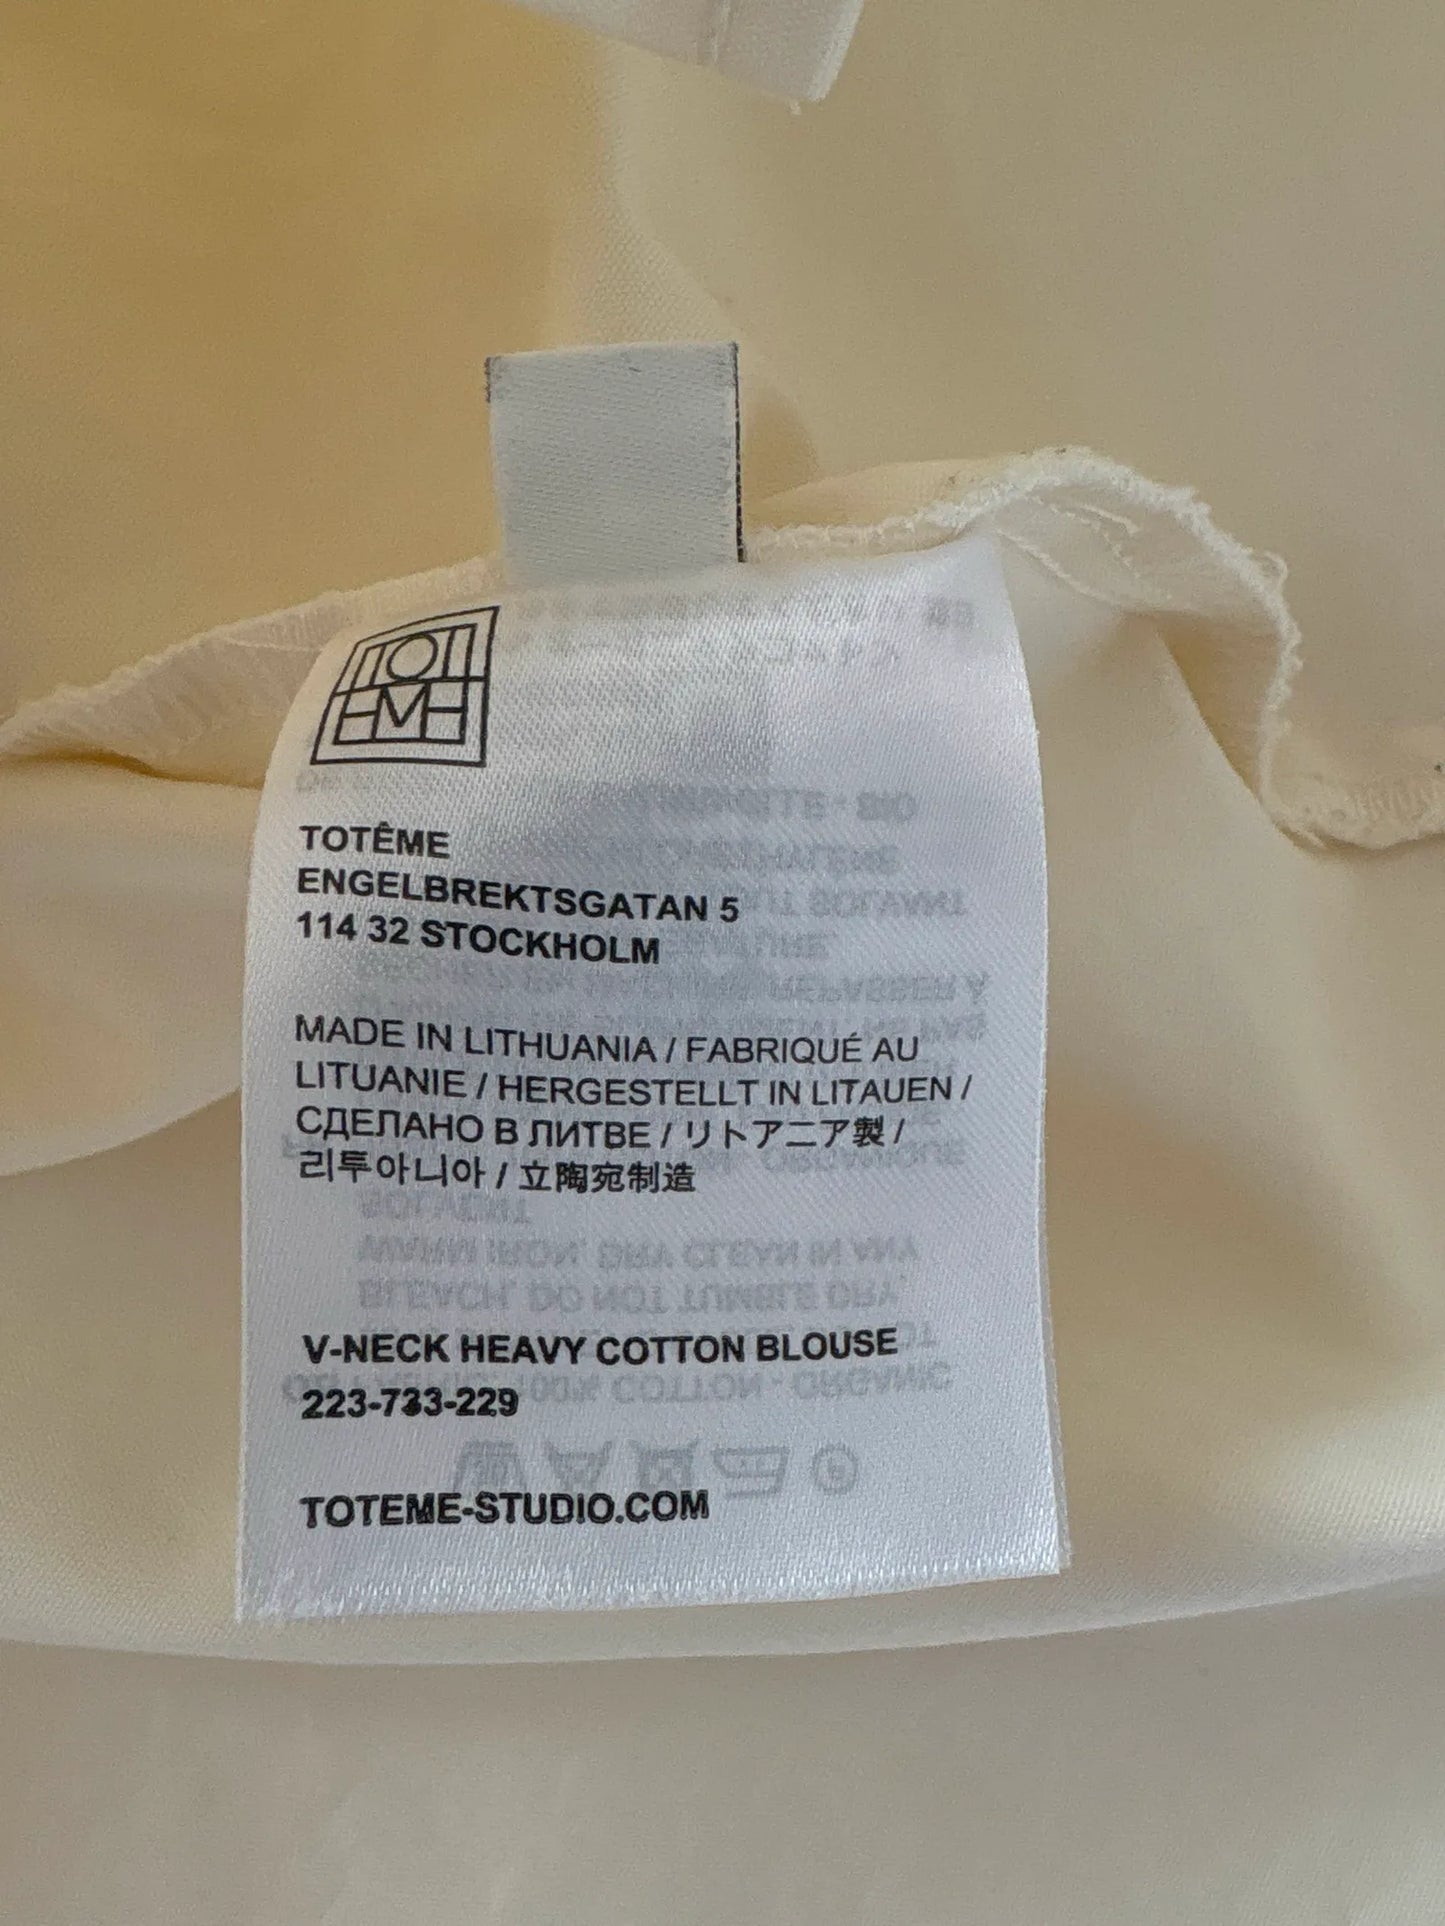 TOTÊME
TOTÊME
ENGELBREKTSGATAN 5
114 32 STOCKHOLM
MADE IN LITHUANIA / FABRIQUÉ AU
LITUANIE / HERGESTELLT IN LITAUEN /
СДЕЛАНО В ЛИТВЕ / リトアニア製 /
리투아니아 / 立陶宛制造
V-NECK HEAVY COTTON BLOUSE
223-733-229
TOTEME-STUDIO.COM